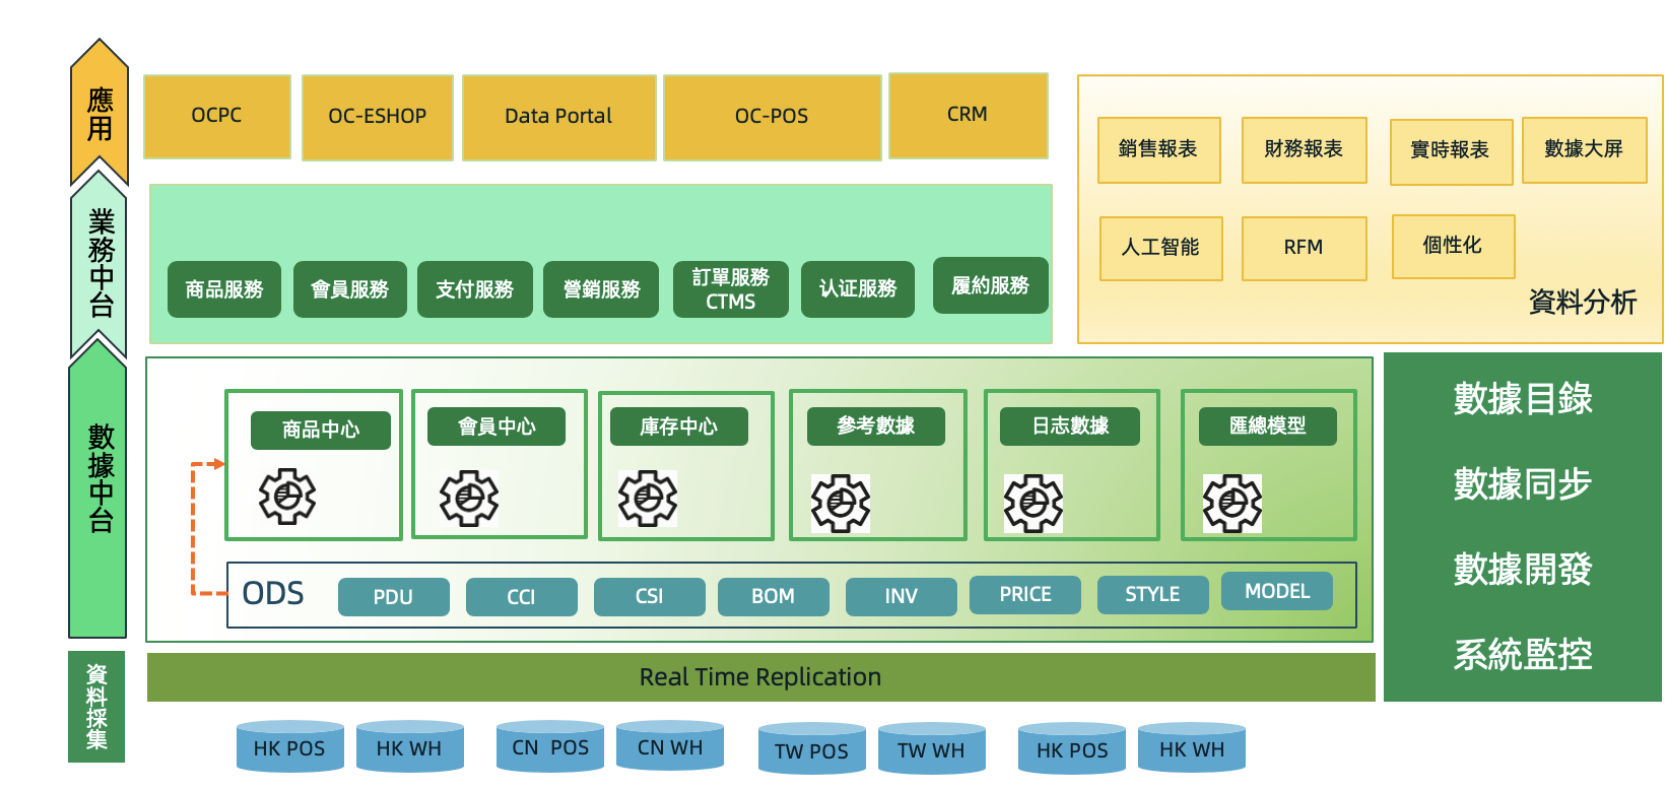 應用
OCPC
OC-ESHOP
Data Portal
OC-POS
CRM
銷售報表
財務報表
實時報表
數據大屏
人工智能
RFM
個性化
資料分析
業務中台
商品服務
會員服務
支付服務
營銷服務
訂單服務
CTMS
认证服務
履約服務
數據中台
商品中心
會員中心
庫存中心
參考數據
日志數據
匯總模型
ODS
PDU
CCI
CSI
BOM
INV
PRICE
STYLE
MODEL
數據目錄
數據同步
數據開發
系統監控
資料採集
Real Time Replication
HK POS
HK WH
CN POS
CN WH
TW POS
TW WH
HK POS
HK WH